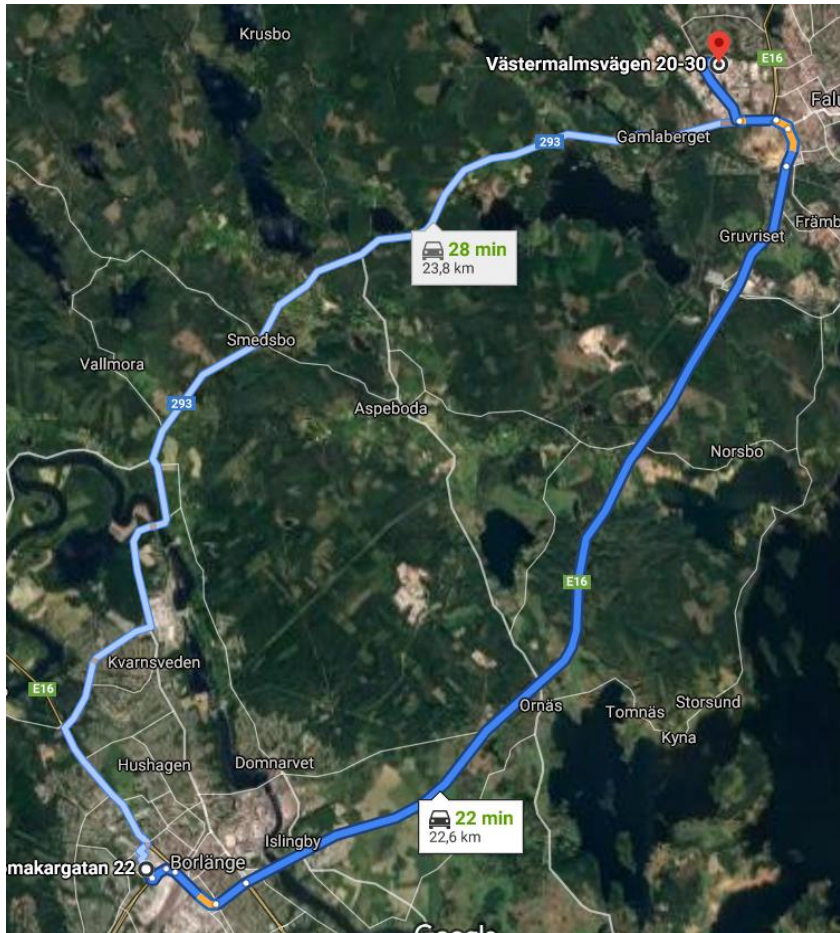 Krusbo
Västermalmsvägen 20-30
E16
Falu
293
Gamlaberget
28 min
23,8 km
Gruvriset
Främb
Smedsbo
Vallmora
293
Aspeboda
Norsbo
E16
Kvarnsveden
E16
Ornäs
Tomnäs
Storsund
Kyna
Hushagen
Domnarvet
22 min
22,6 km
Islingby
omakargatan 22
Borlänge
Google